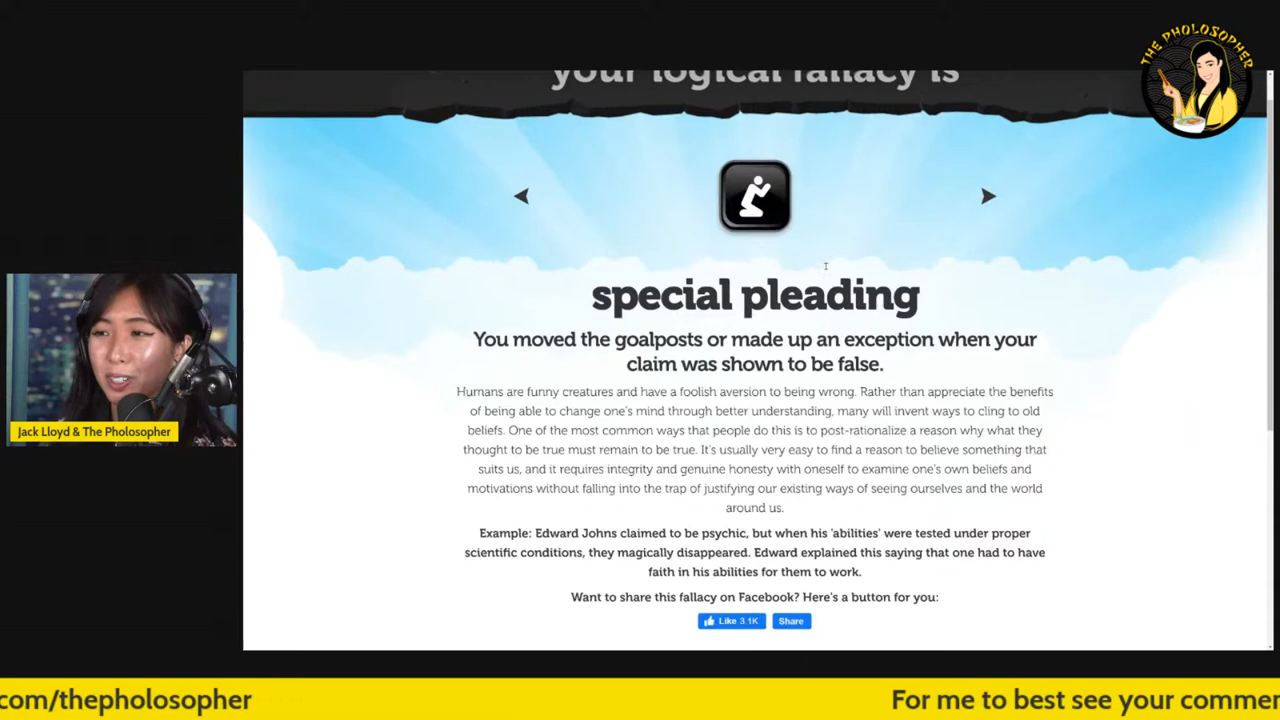 your logical fallacy is
THE PHOLOSOPHER
special pleading
You moved the goalposts or made up an exception when your
claim was shown to be false.
Humans are funny creatures and have a foolish aversion to being wrong. Rather than appreciate the benefits
of being able to change one's mind through better understanding, many will invent ways to cling to old
beliefs. One of the most common ways that people do this is to post-rationalize a reason why what they
thought to be true must remain to be true. It's usually very easy to find a reason to believe something that
suits us, and it requires integrity and genuine honesty with oneself to examine one's own beliefs and
motivations without falling into the trap of justifying our existing ways of seeing ourselves and the world
around us.
Example: Edward Johns claimed to be psychic, but when his 'abilities' were tested under proper
scientific conditions, they magically disappeared. Edward explained this saying that one had to have
faith in his abilities for them to work.
Want to share this fallacy on Facebook? Here's a button for you:
Like 3.1K Share
Jack Lloyd & The Pholosopher
com/thepholosopher
For me to best see your commer